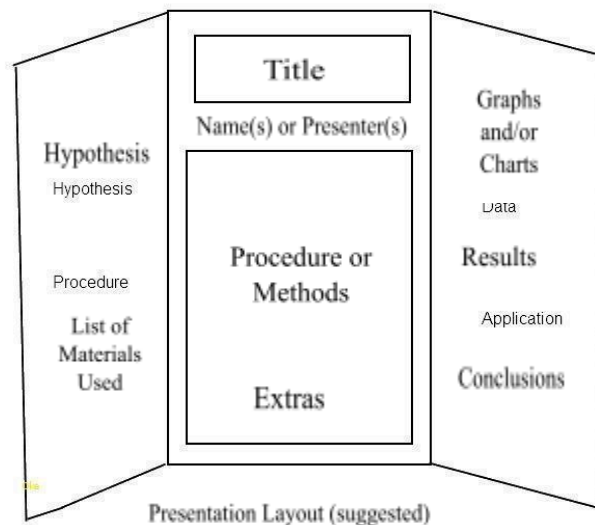 Title
Name(s) or Presenter(s)
Hypothesis
Hypothesis
Procedure
List of
Materials
Used
Procedure or
Methods
Extras
Graphs
and/or
Charts
Data
Results
Application
Conclusions
Presentation Layout (suggested)